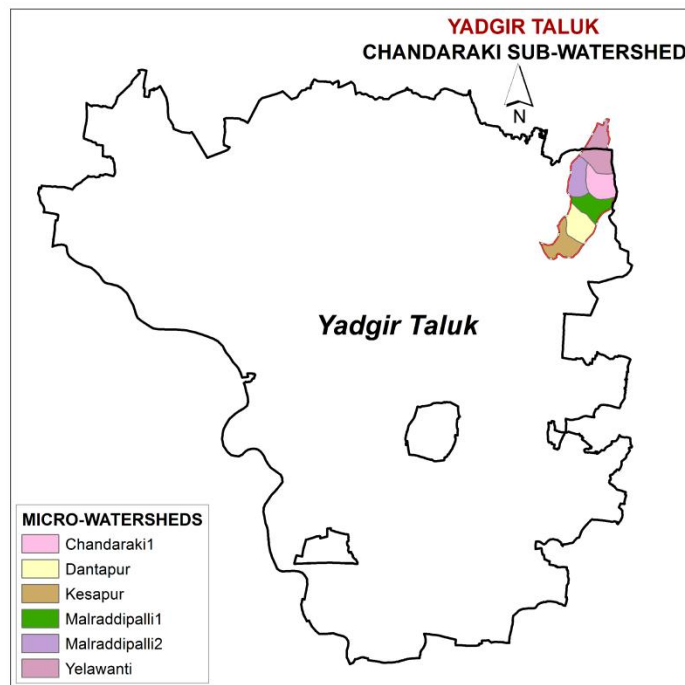 YADGIR TALUK
CHANDARAKI SUB-WATERSHED
N
Yadgir Taluk
MICRO-WATERSHEDS
Chandaraki1
Dantapur
Kesapur
Malraddipalli1
Malraddipalli2
Yelawanti